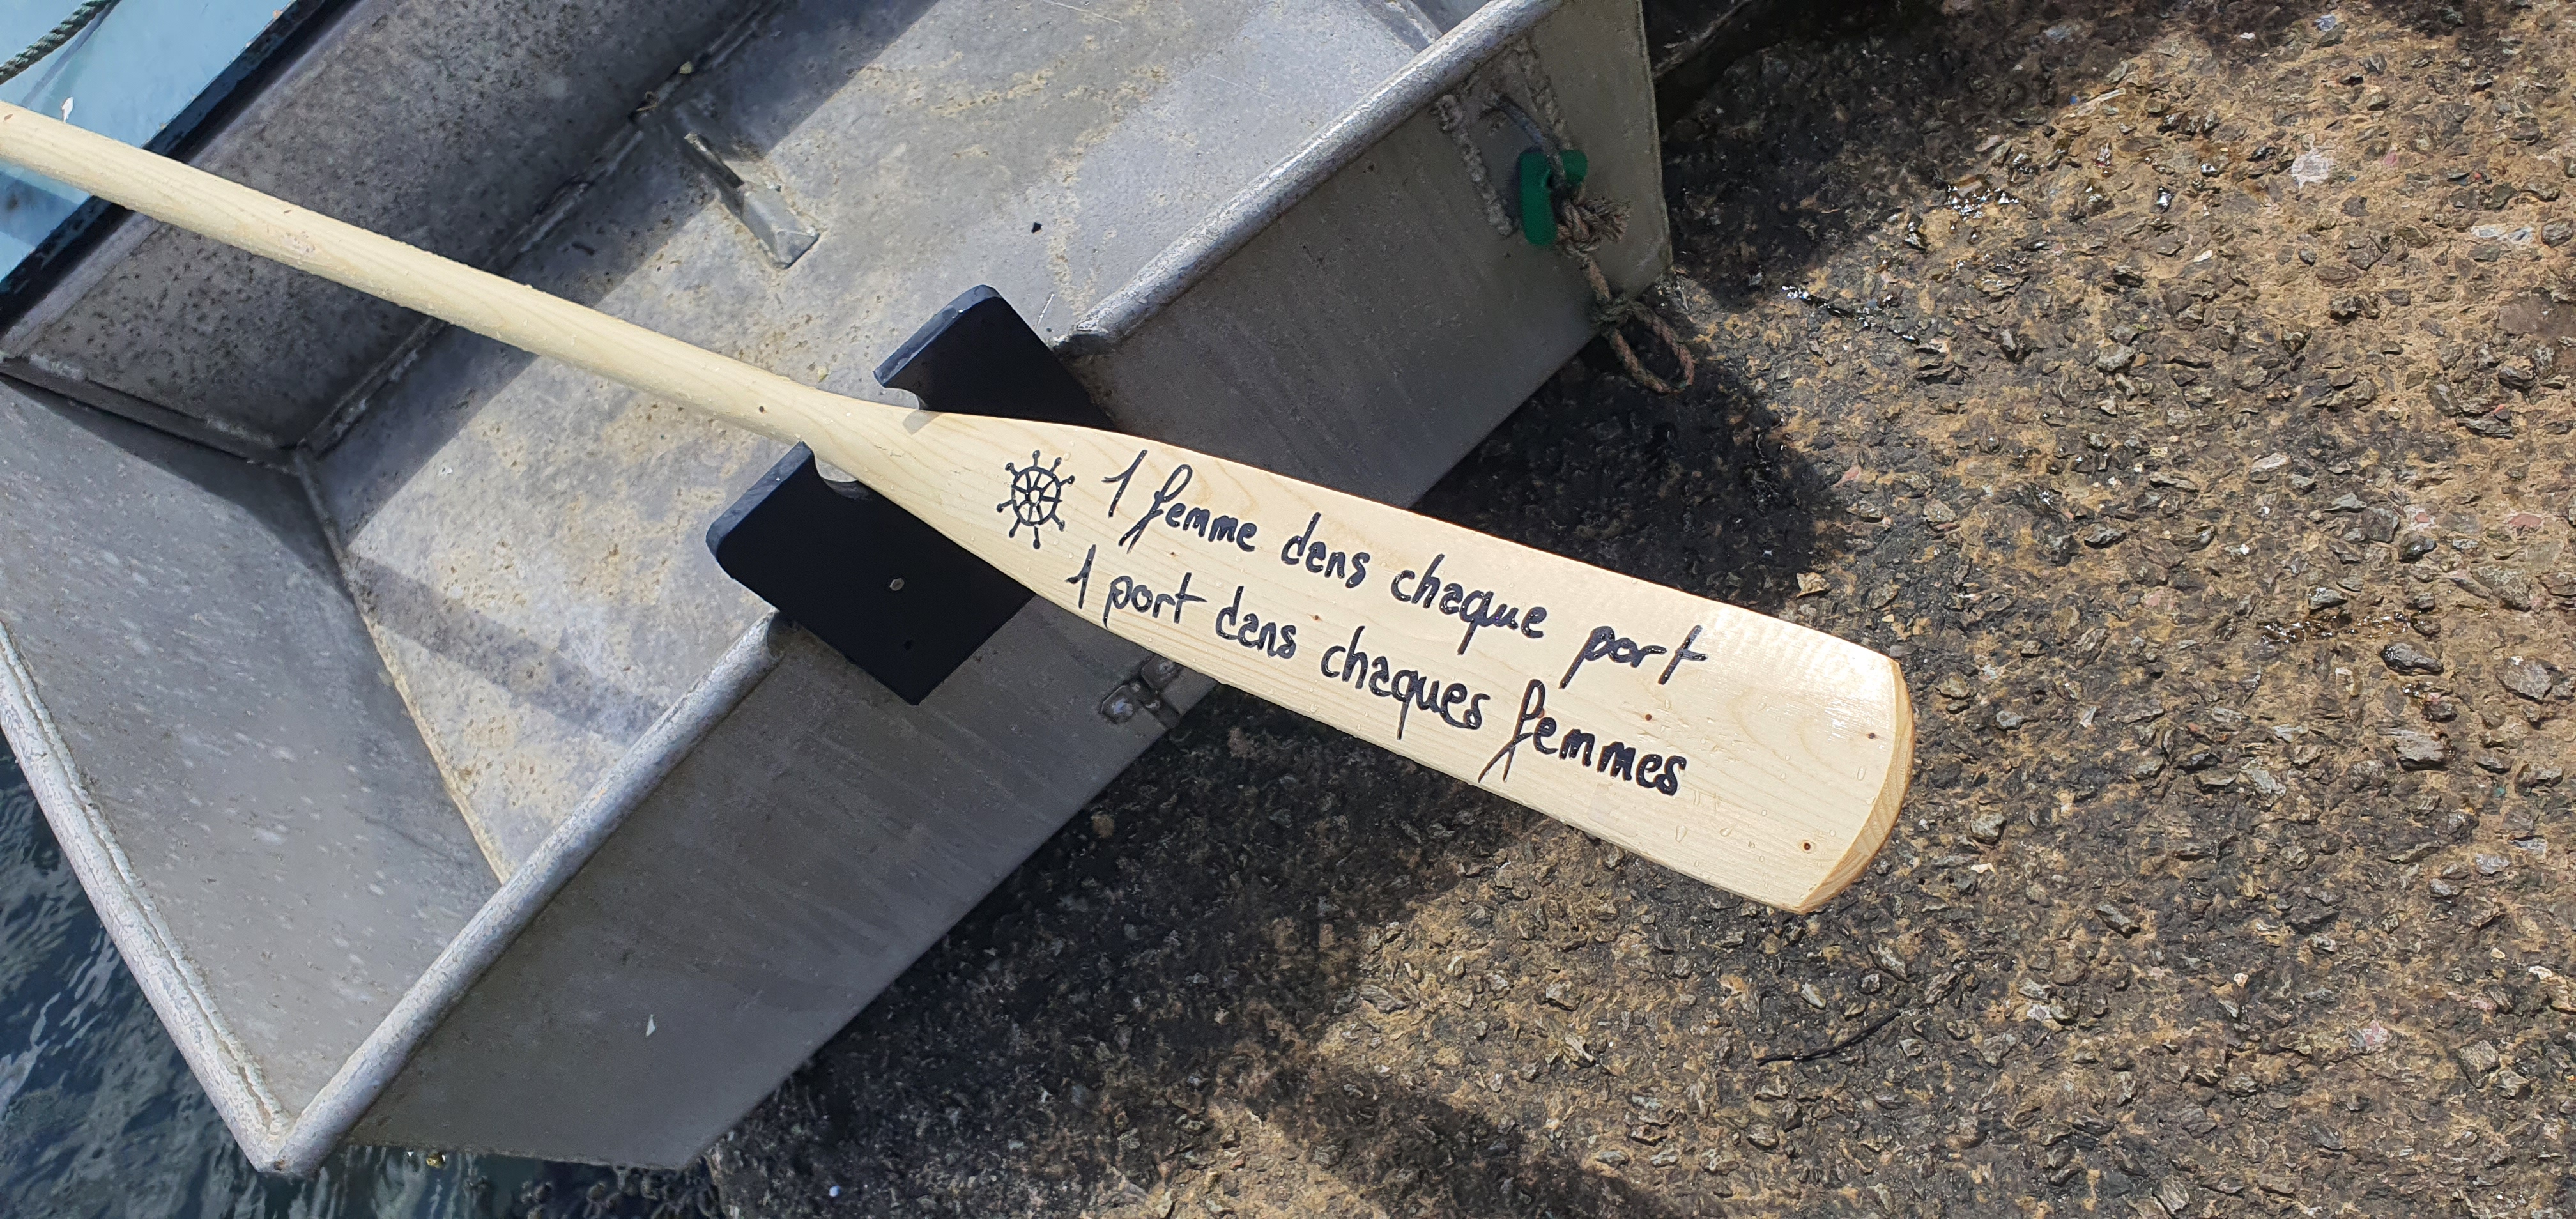 1 femme dans chaque port
1 port dans chaques femmes